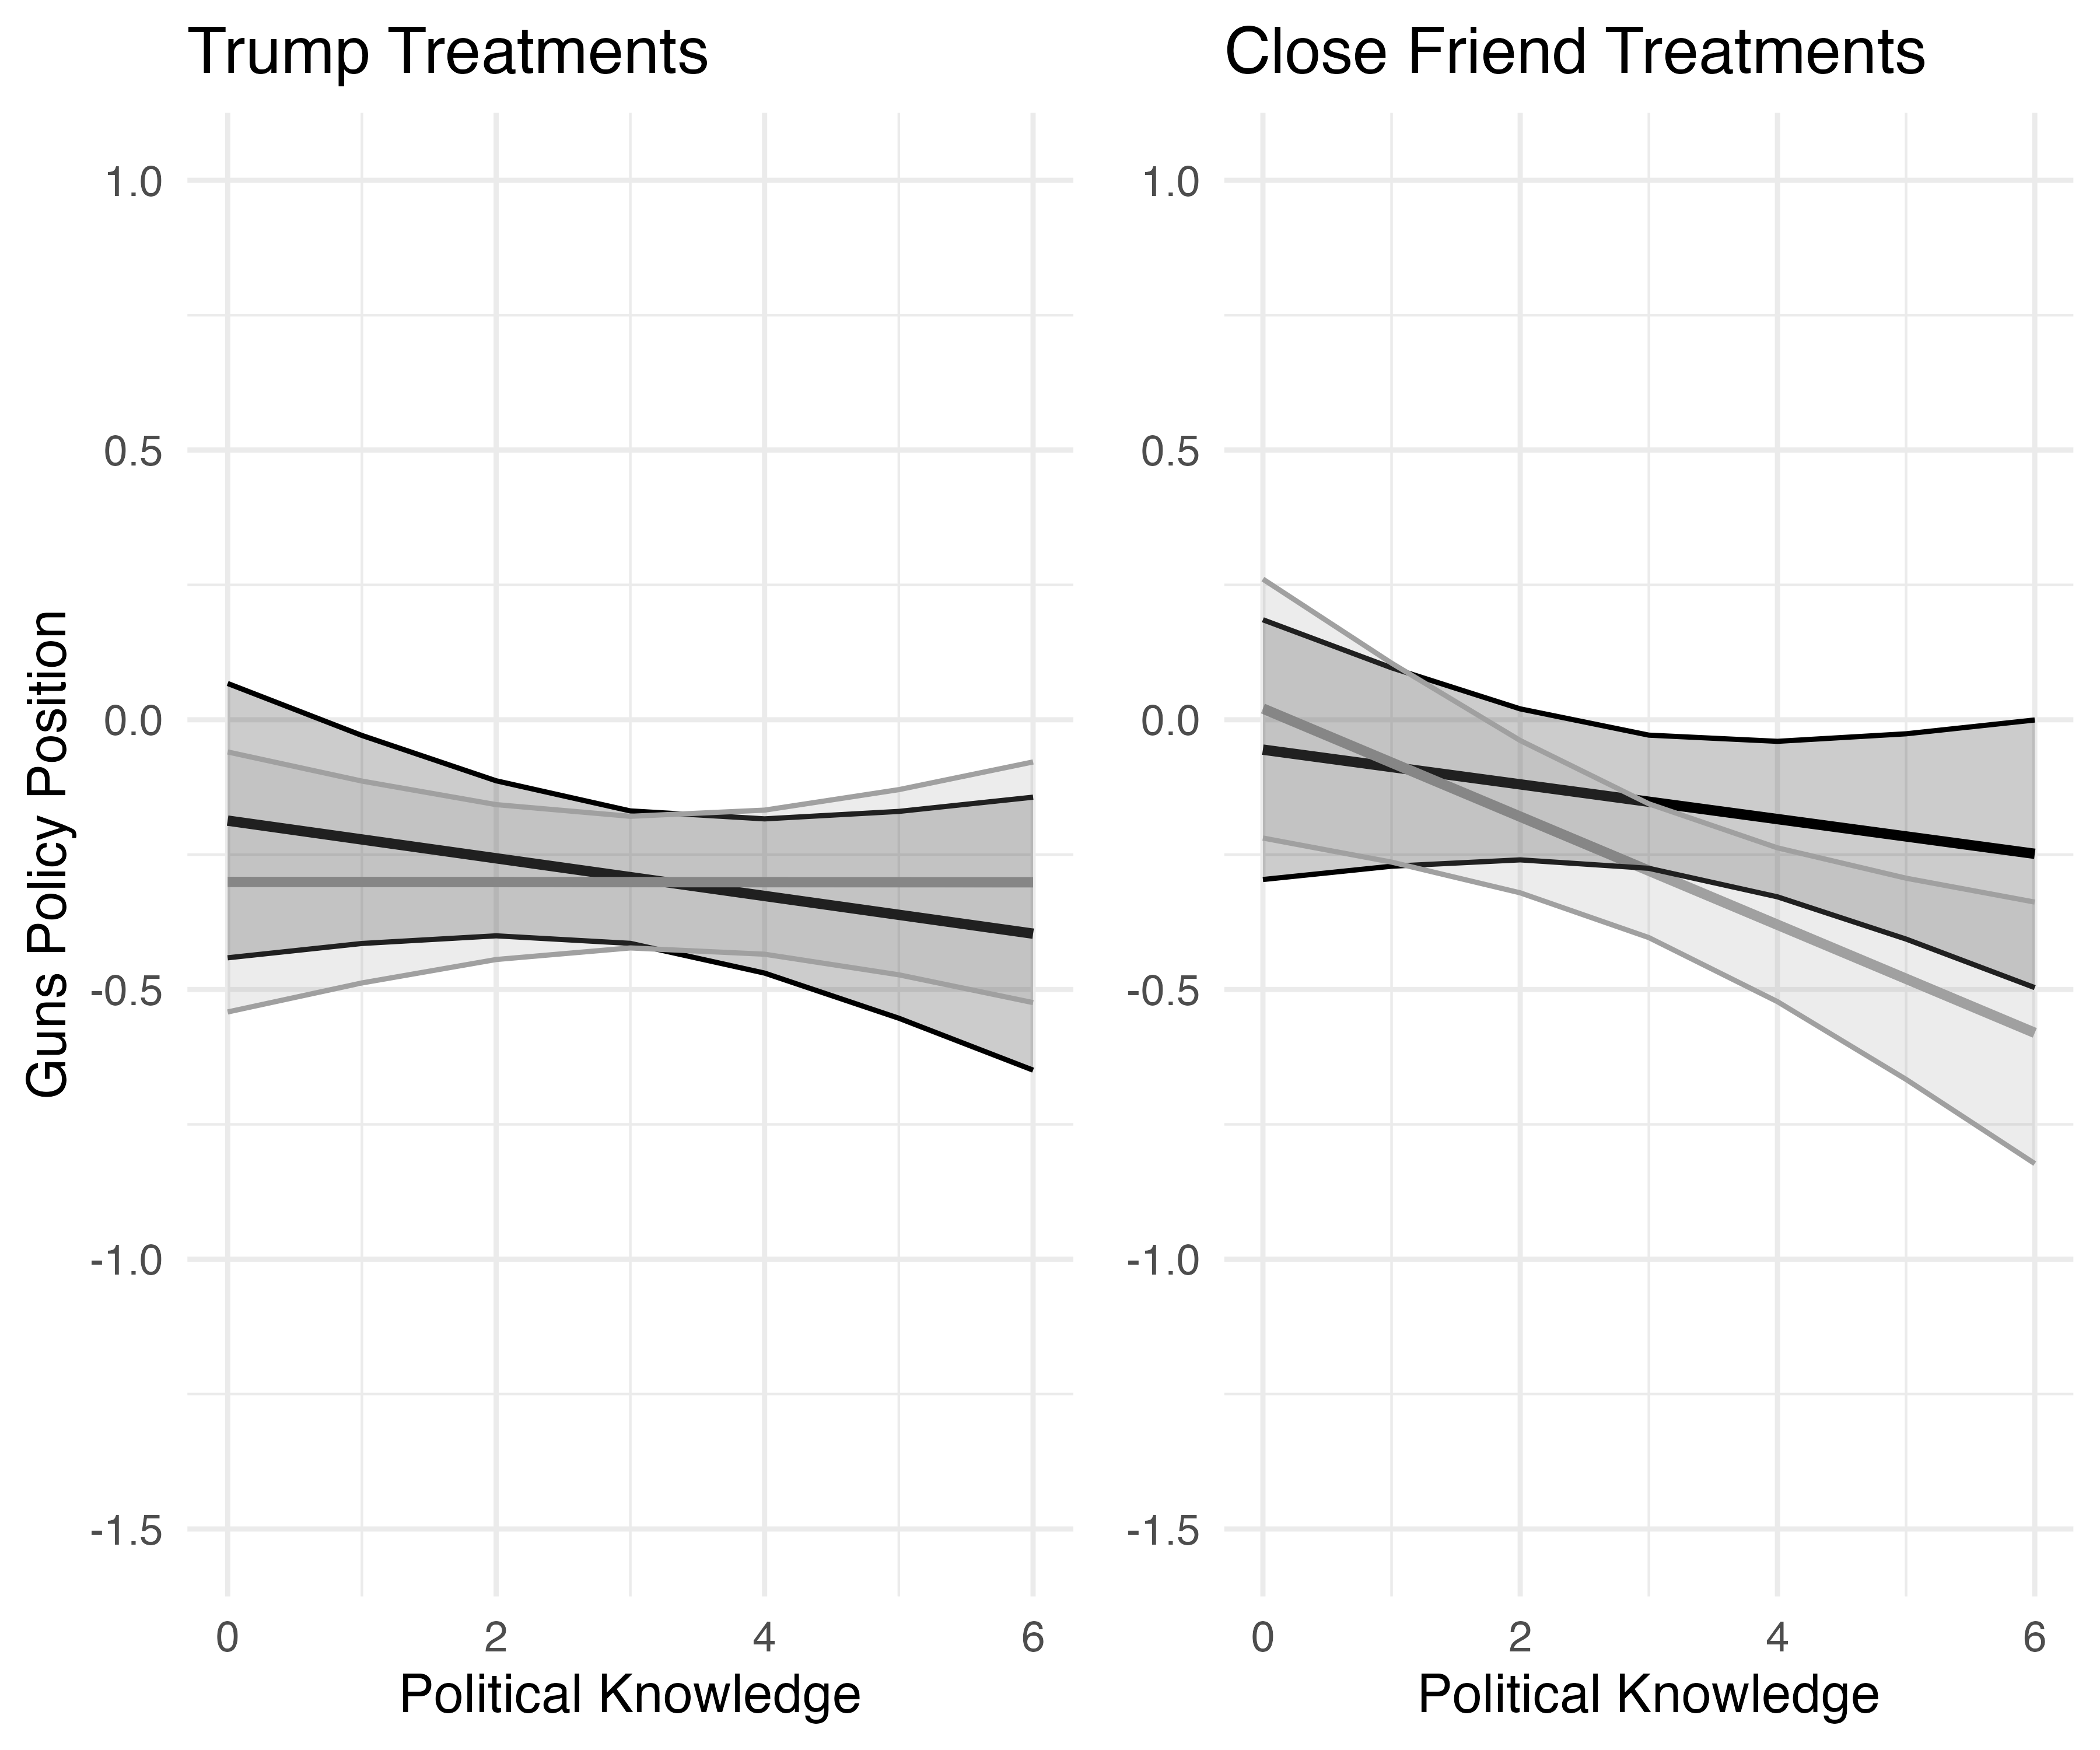 Trump Treatments
Close Friend Treatments
Guns Policy Position
1.0
0.5
0.0
-0.5
-1.0
-1.5
0 2 4 6
Political Knowledge
1.0
0.5
0.0
-0.5
-1.0
-1.5
0 2 4 6
Political Knowledge